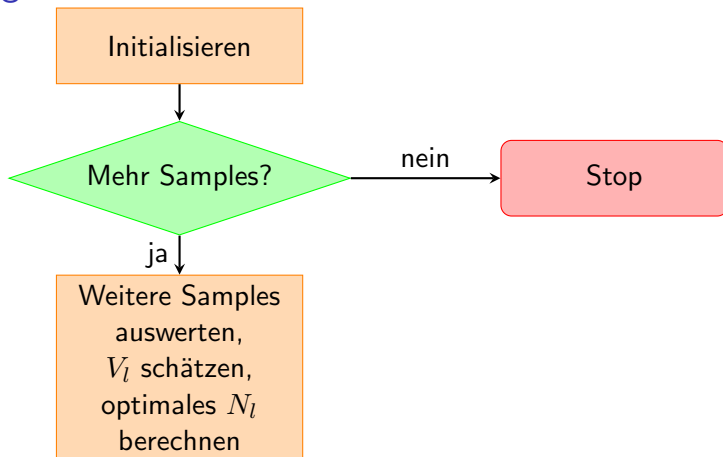 Initialisieren
Mehr Samples?
nein
Stop
ja
Weitere Samples
auswerten,
$V_l$ schätzen,
optimales $N_l$
berechnen